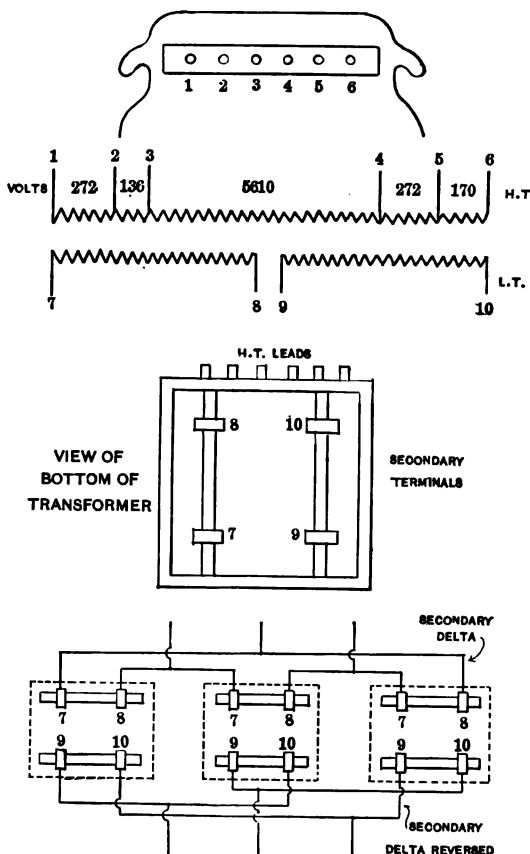 1 2 3 4 5 6
1 2 3 4 5 6
VOLTS 272 136 5610 272 170 H.T
L.T.
7 8 9 10
H.T. LEADS
8 10
VIEW OF
BOTTOM OF
TRANSFORMER
SECONDARY
TERMINALS
7 9
SECONDARY
DELTA
7 8 7 8 7 8
9 10 9 10 9 10
SECONDARY
DELTA REVERSED